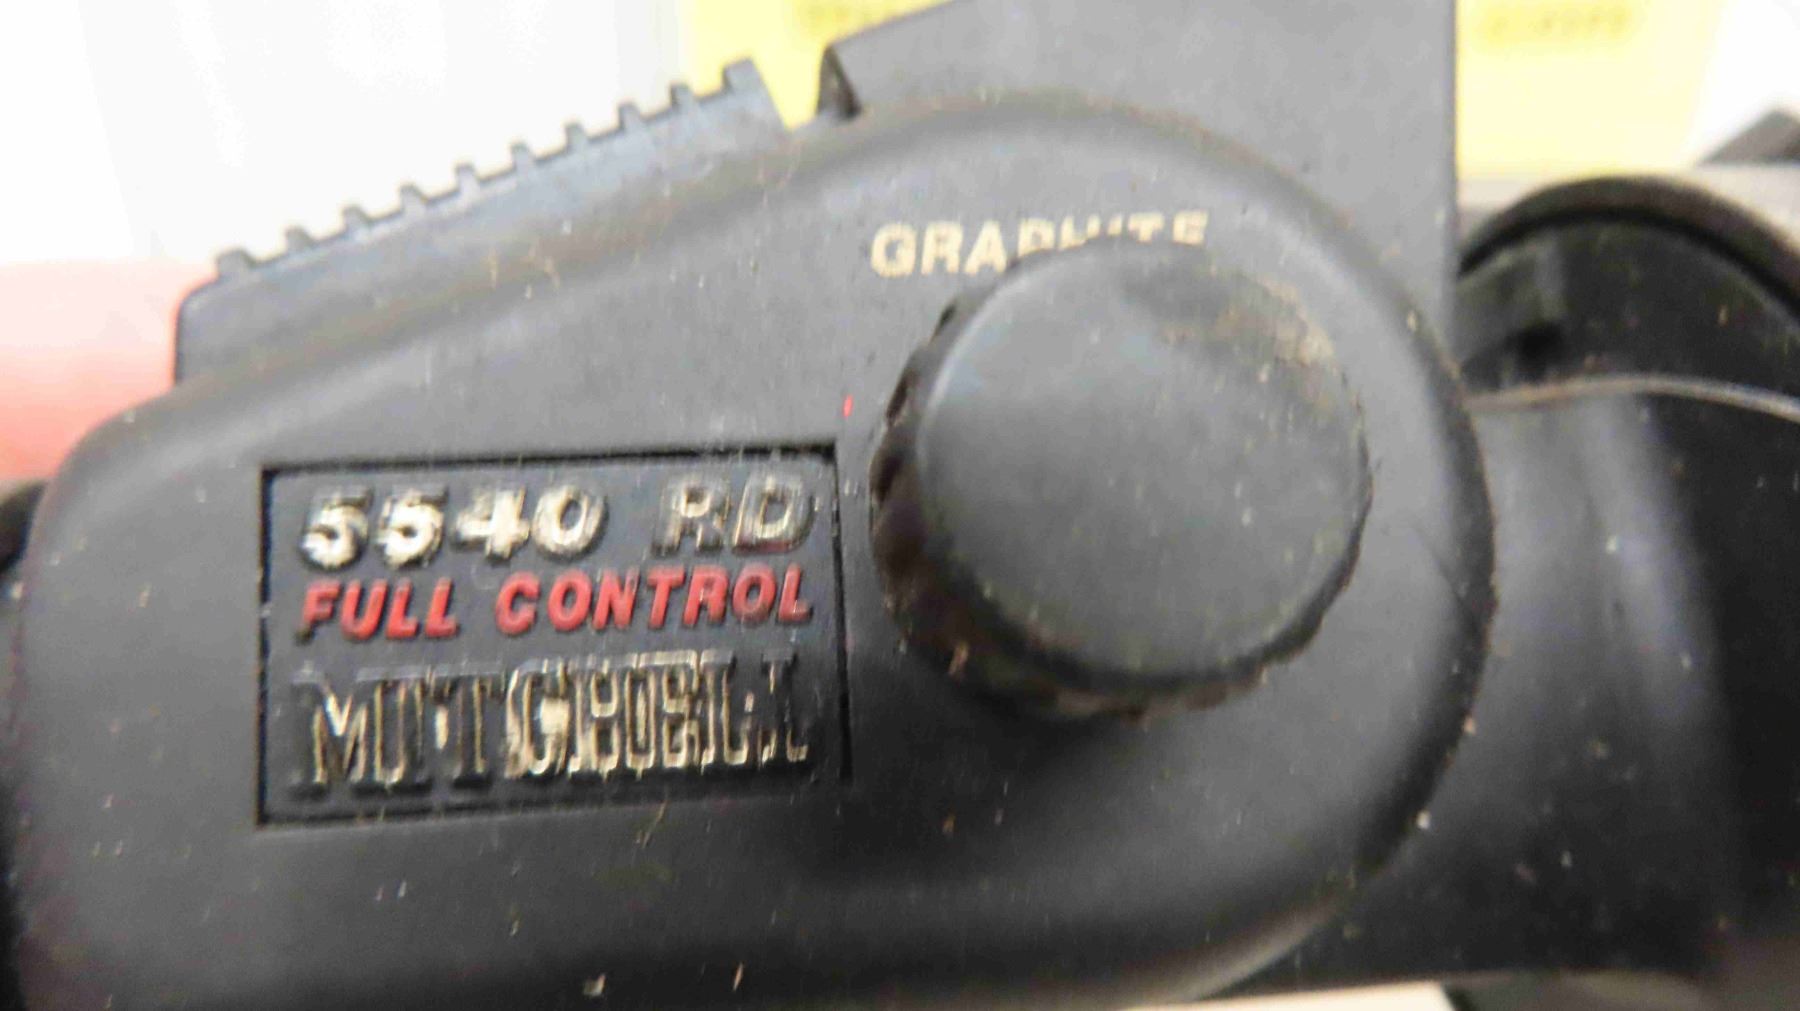 GRAPHITE
5540 RD
FULL CONTROL
MITCHELL